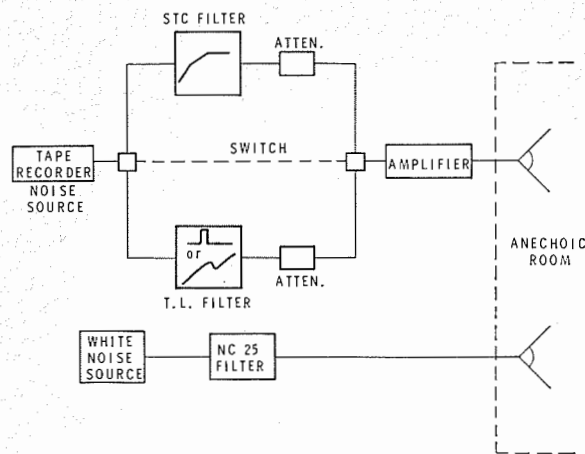 STC FILTER
ATTEN.
TAPE
RECORDER
NOISE
SOURCE
SWITCH
AMPLIFIER
or
T.L. FILTER
ATTEN.
ANECHOIC
ROOM
WHITE
NOISE
SOURCE
NC 25
FILTER